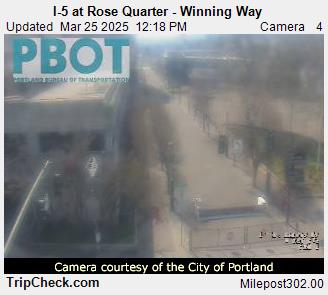 I-5 at Rose Quarter - Winning Way
Updated Mar 25 2025 12:18 PM Camera 4
PBOT
PORTLAND BUREAU OF TRANSPORTATION
Camera courtesy of the City of Portland
TripCheck.com Milepost302.00